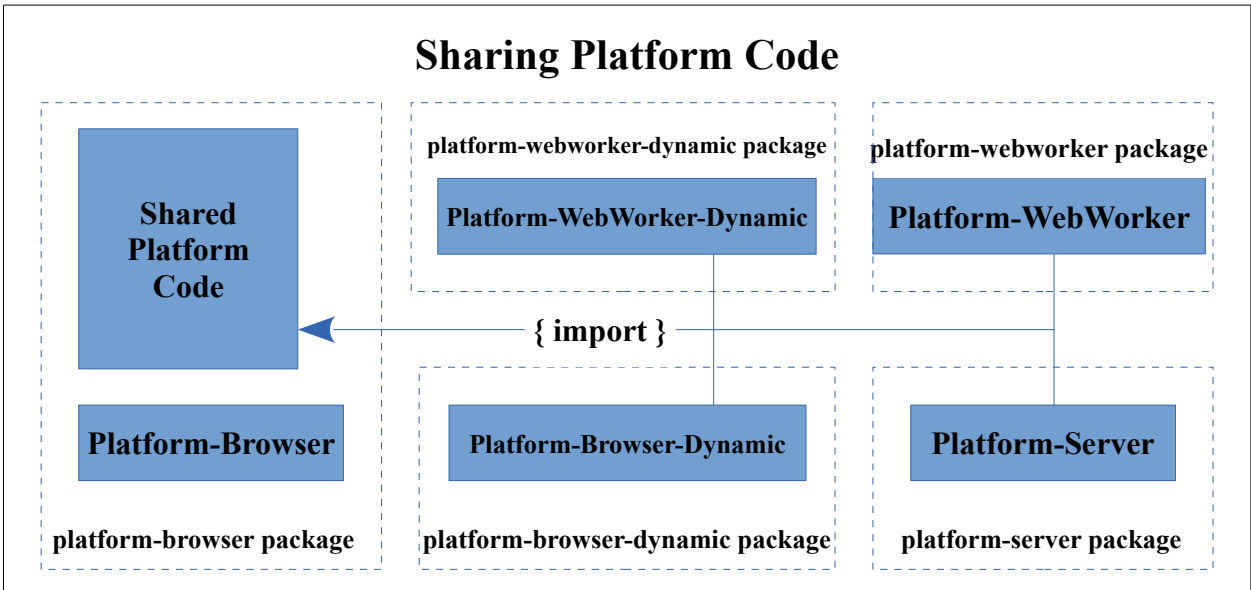 Sharing Platform Code
Shared
Platform
Code
Platform-Browser
platform-browser package
platform-webworker-dynamic package
Platform-WebWorker-Dynamic
platform-webworker package
Platform-WebWorker
{ import }
Platform-Browser-Dynamic
platform-browser-dynamic package
Platform-Server
platform-server package